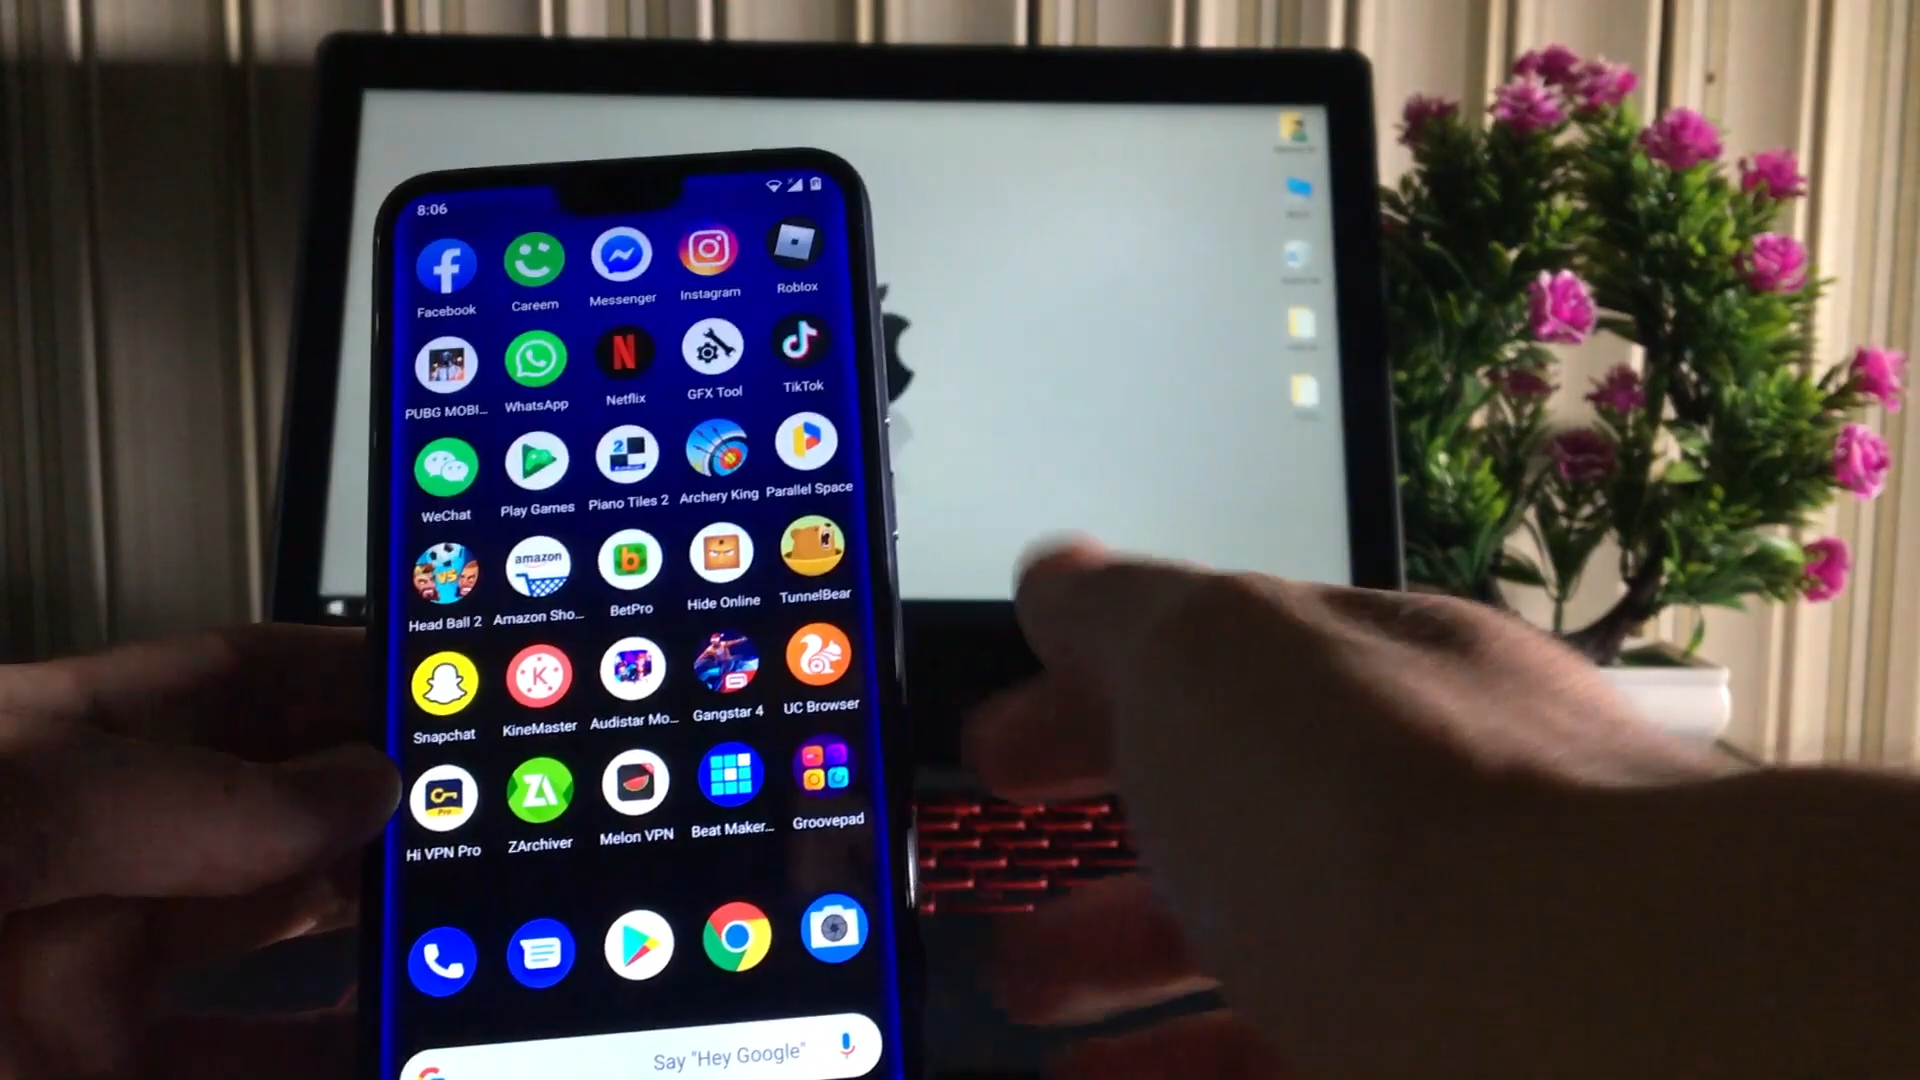 8:06
Facebook
Careem
Messenger
Instagram
Roblox
PUBG MOBI...
WhatsApp
Netflix
GFX Tool
TikTok
WeChat
Play Games
Piano Tiles 2
Archery King
Parallel Space
Head Ball 2
amazon
Amazon Sho...
BetPro
Hide Online
TunnelBear
Snapchat
KineMaster
Audistar Mo...
Gangstar 4
UC Browser
Pro
Hi VPN Pro
ZArchiver
Melon VPN
Beat Maker...
Groovepad
Say "Hey Google"